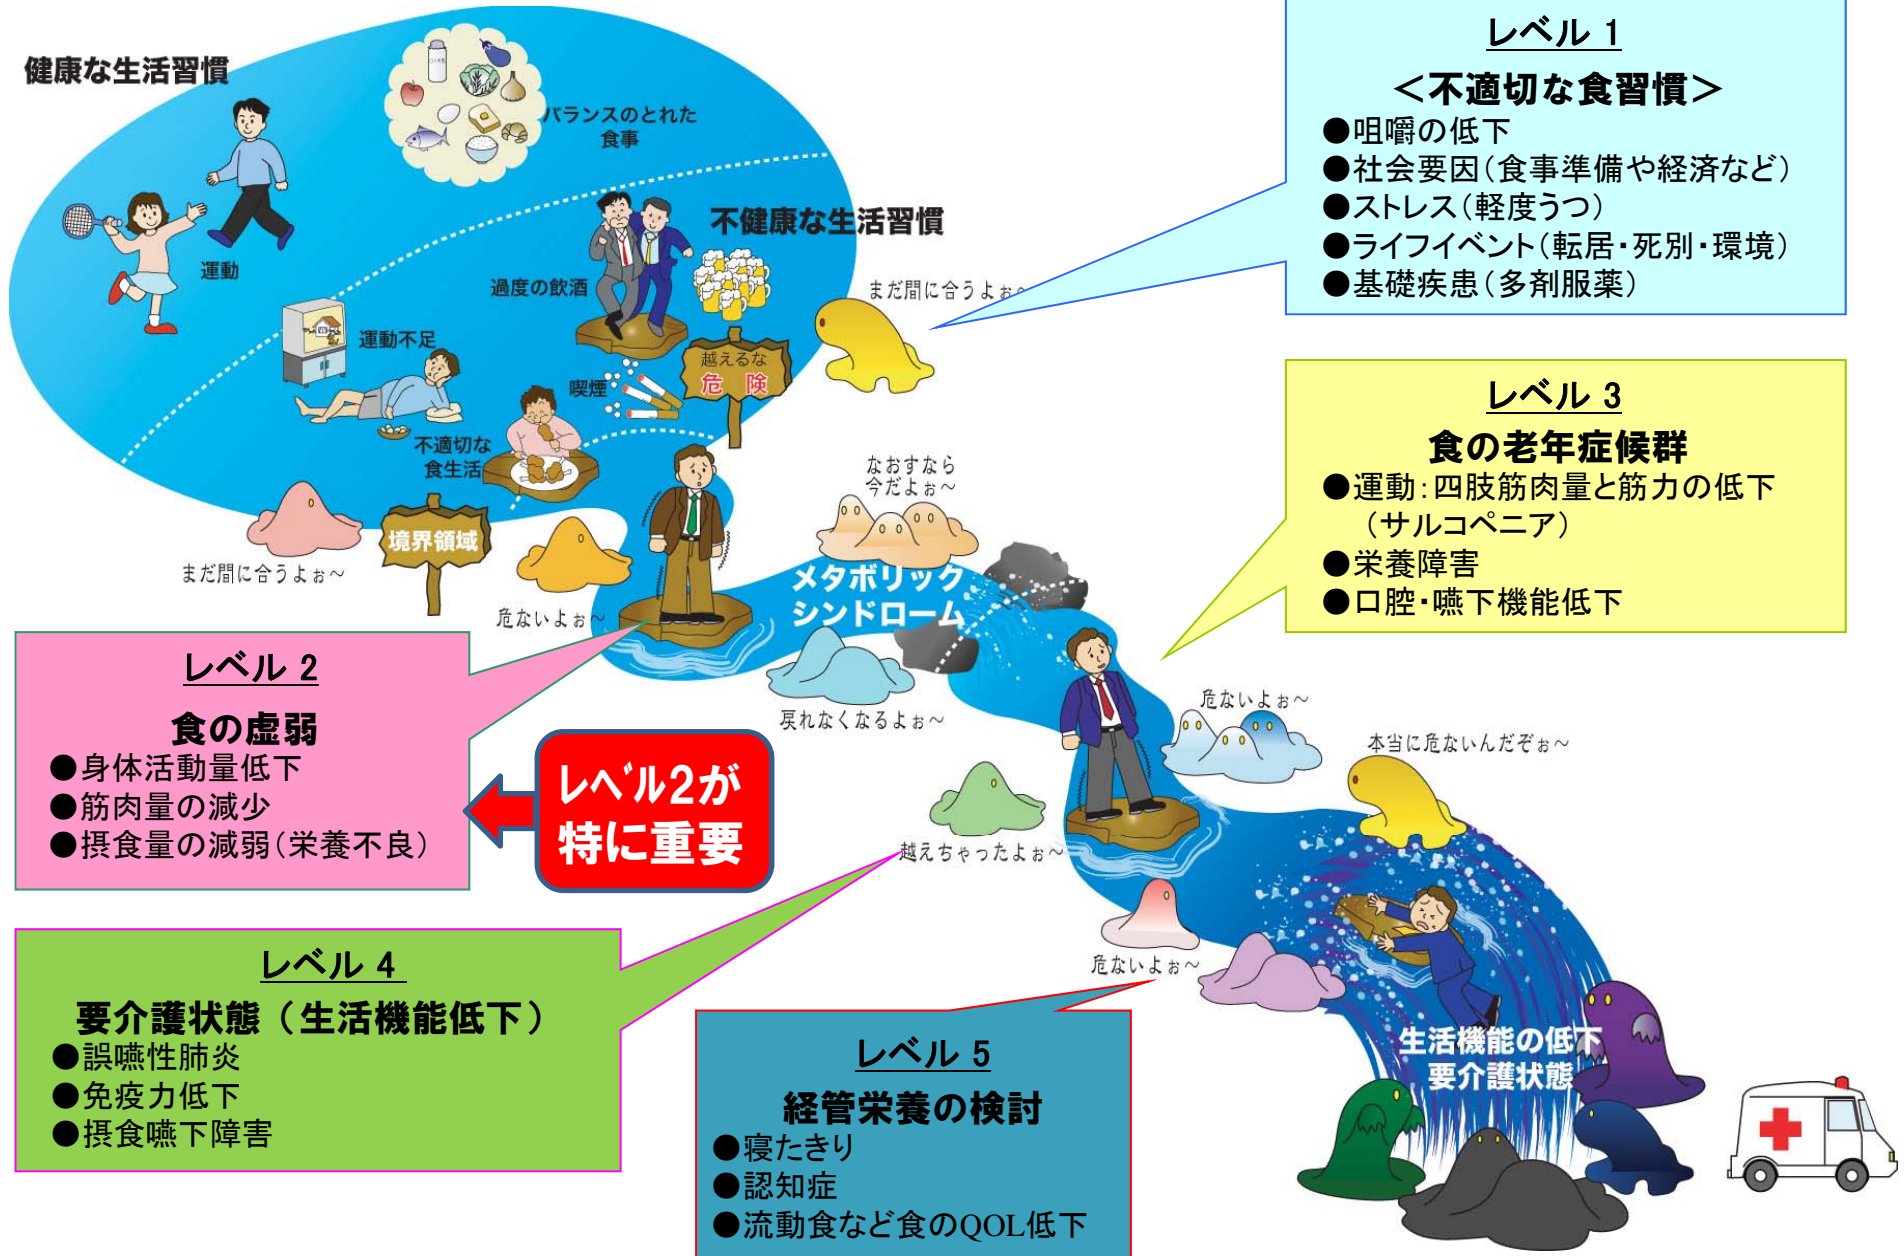 健康な生活習慣
バランスのとれた
食事
運動
不健康な生活習慣
過度の飲酒
運動不足
喫煙
越えるな
危 険
不適切な
食生活
境界領域
まだ間に合うよぉ～
まだ間に合うよぉ～
危ないよぉ～
なおすなら
今だよぉ～
メタボリック
シンドローム
戻れなくなるよぉ～
越えちゃったよぉ～
危ないよぉ～
本当に危ないんだぞぉ～
危ないよぉ～
生活機能の低下
要介護状態
レベル 1
＜不適切な食習慣＞
●咀嚼の低下
●社会要因（食事準備や経済など）
●ストレス（軽度うつ）
●ライフイベント（転居・死別・環境）
●基礎疾患（多剤服薬）
レベル 2
食の虚弱
●身体活動量低下
●筋肉量の減少
●摂食量の減弱（栄養不良）
レベル2が
特に重要
レベル 3
食の老年症候群
●運動：四肢筋肉量と筋力の低下
（サルコペニア）
●栄養障害
●口腔・嚥下機能低下
レベル 4
要介護状態（生活機能低下）
●誤嚥性肺炎
●免疫力低下
●摂食嚥下障害
レベル 5
経管栄養の検討
●寝たきり
●認知症
●流動食など食のQOL低下